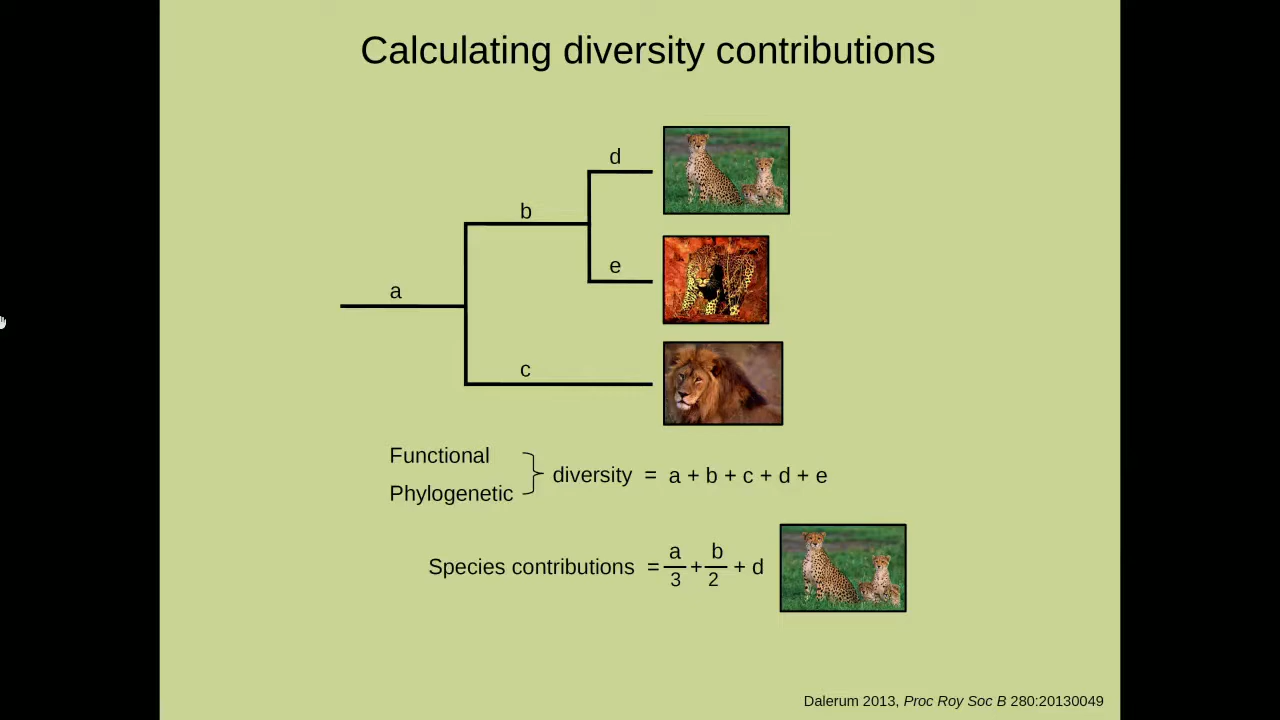 Calculating diversity contributions
d
b
e
a
c
Functional
Phylogenetic
diversity = a + b + c + d + e
Species contributions = a/3 + b/2 + d
Dalerum 2013, Proc Roy Soc B 280:20130049